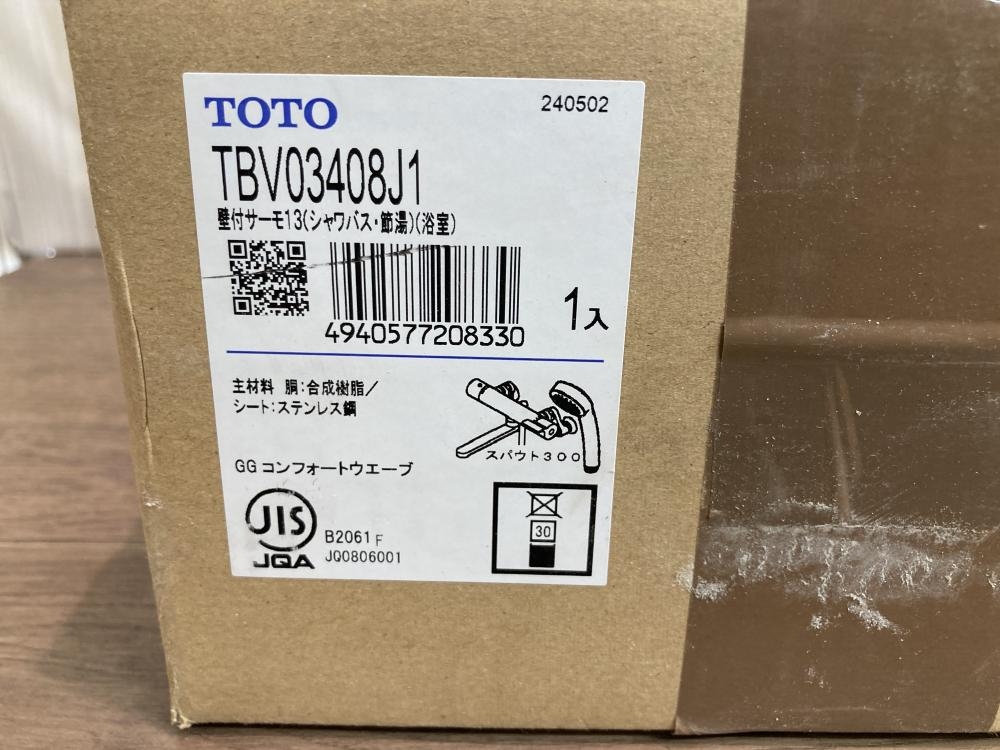 TOTO
240502
TBV03408J1
壁付サーモ13(シャワバス・節湯)(浴室)
4940577208330
1入
主材料 胴:合成樹脂/
シート:ステンレス鋼
スパウト300
GGコンフォートウエーブ
JIS
JQA
B2061 F
JQ0806001
30